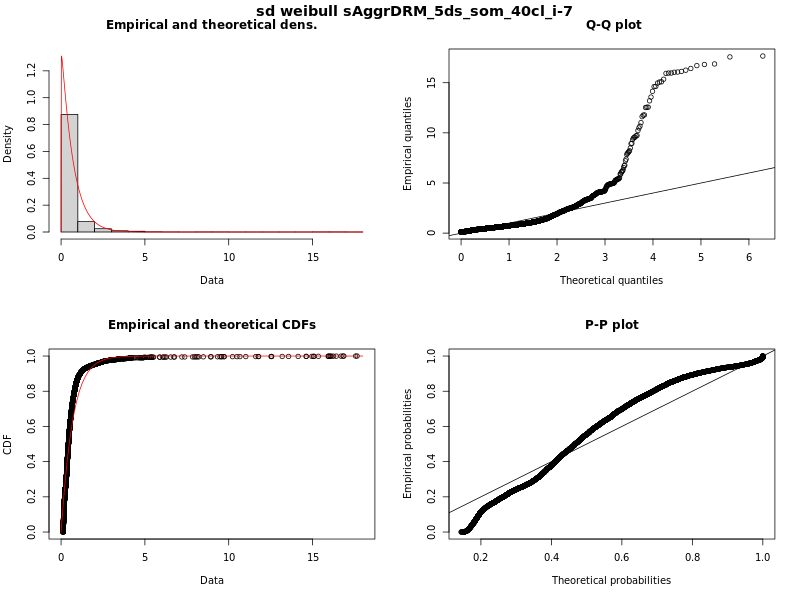 sd weibull sAggrDRM_5ds_som_40cl_i-7
Empirical and theoretical dens.
Density
0.0 0.2 0.4 0.6 0.8 1.0 1.2
0 5 10 15
Data
Q-Q plot
Empirical quantiles
0 5 10 15
0 1 2 3 4 5 6
Theoretical quantiles
Empirical and theoretical CDFs
CDF
0.0 0.2 0.4 0.6 0.8 1.0
0 5 10 15
Data
P-P plot
Empirical probabilities
0.0 0.2 0.4 0.6 0.8 1.0
0.2 0.4 0.6 0.8 1.0
Theoretical probabilities